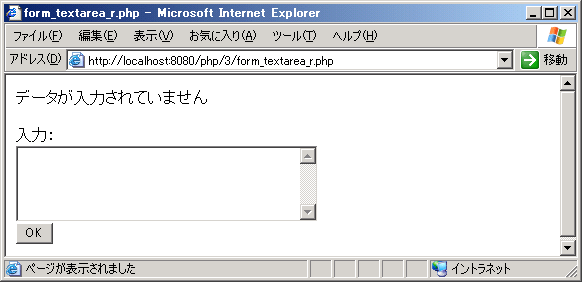 form_textarea_r.php - Microsoft Internet Explorer
ファイル(F) 編集(E) 表示(V) お気に入り(A) ツール(T) ヘルプ(H)
アドレス(D) http://localhost:8080/php/3/form_textarea_r.php 移動
データが入力されていません
入力:
OK
ページが表示されました イントラネット